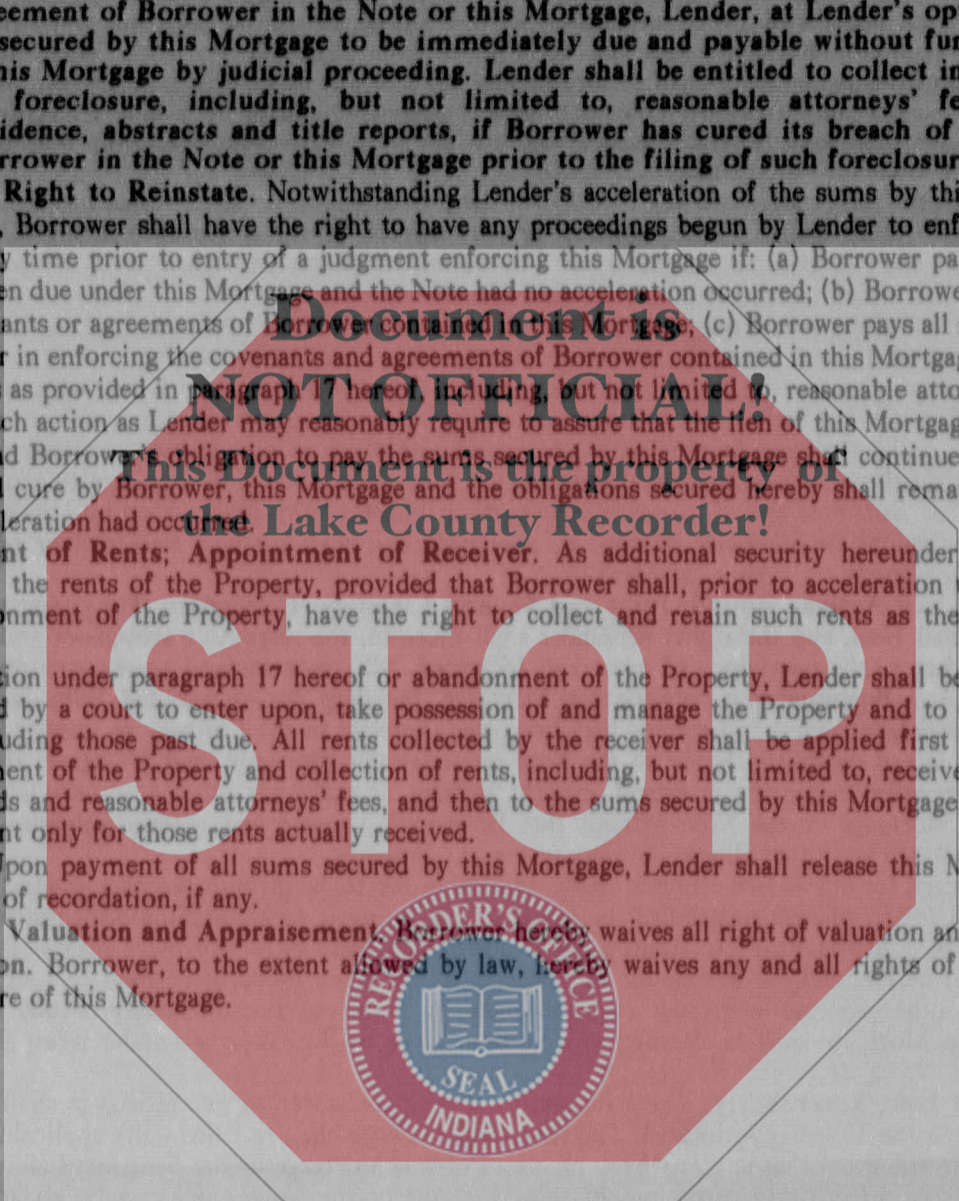 eement of Borrower in the Note or this Mortgage, Lender, at Lender's op
secured by this Mortgage to be immediately due and payable without fur
his Mortgage by judicial proceeding. Lender shall be entitled to collect in
foreclosure, including, but not limited to, reasonable attorneys' fe
idence, abstracts and title reports, if Borrower has cured its breach of
rrower in the Note or this Mortgage prior to the filing of such foreclosur
Right to Reinstate. Notwithstanding Lender's acceleration of the sums by thi
, Borrower shall have the right to have any proceedings begun by Lender to enf
y time prior to entry of a judgment enforcing this Mortgage if: (a) Borrower pa
en due under this Mortgage and the Note had no acceleration occurred; (b) Borrowe
Document is
ants or agreements of Borrower contained in this Mortgage; (c) Borrower pays all
r in enforcing the covenants and agreements of Borrower contained in this Mortgag
NOT OFFICIAL!
as provided in paragraph 17 hereof, including, but not limited to, reasonable atto
ch action as Lender may reasonably require to assure that the lien of this Mortgag
This Document is the property of
d Borrower's obligation to pay the sums secured by this Mortgage shall continue
cure by Borrower, this Mortgage and the obligations secured hereby shall rema
the Lake County Recorder!
leration had occurred.
nt of Rents; Appointment of Receiver. As additional security hereunder
the rents of the Property, provided that Borrower shall, prior to acceleration
onment of the Property, have the right to collect and retain such rents as the
STOP
ion under paragraph 17 hereof or abandonment of the Property, Lender shall be
d by a court to enter upon, take possession of and manage the Property and to
uding those past due. All rents collected by the receiver shall be applied first
ent of the Property and collection of rents, including, but not limited to, receive
ds and reasonable attorneys' fees, and then to the sums secured by this Mortgage
nt only for those rents actually received.
pon payment of all sums secured by this Mortgage, Lender shall release this M
of recordation, if any.
Valuation and Appraisement. Borrower hereby waives all right of valuation an
on. Borrower, to the extent allowed by law, hereby waives any and all rights of
re of this Mortgage.
RECORDER'S OFFICE
SEAL
INDIANA